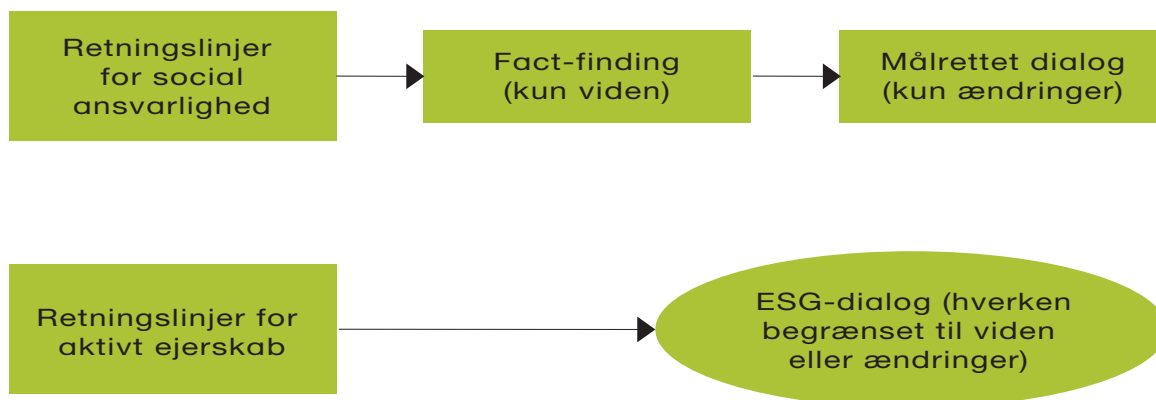 Retningslinjer
for social
ansvarlighed
Fact-finding
(kun viden)
Målrettet dialog
(kun ændringer)
Retningslinjer for
aktivt ejerskab
ESG-dialog (hverken
begrænset til viden
eller ændringer)